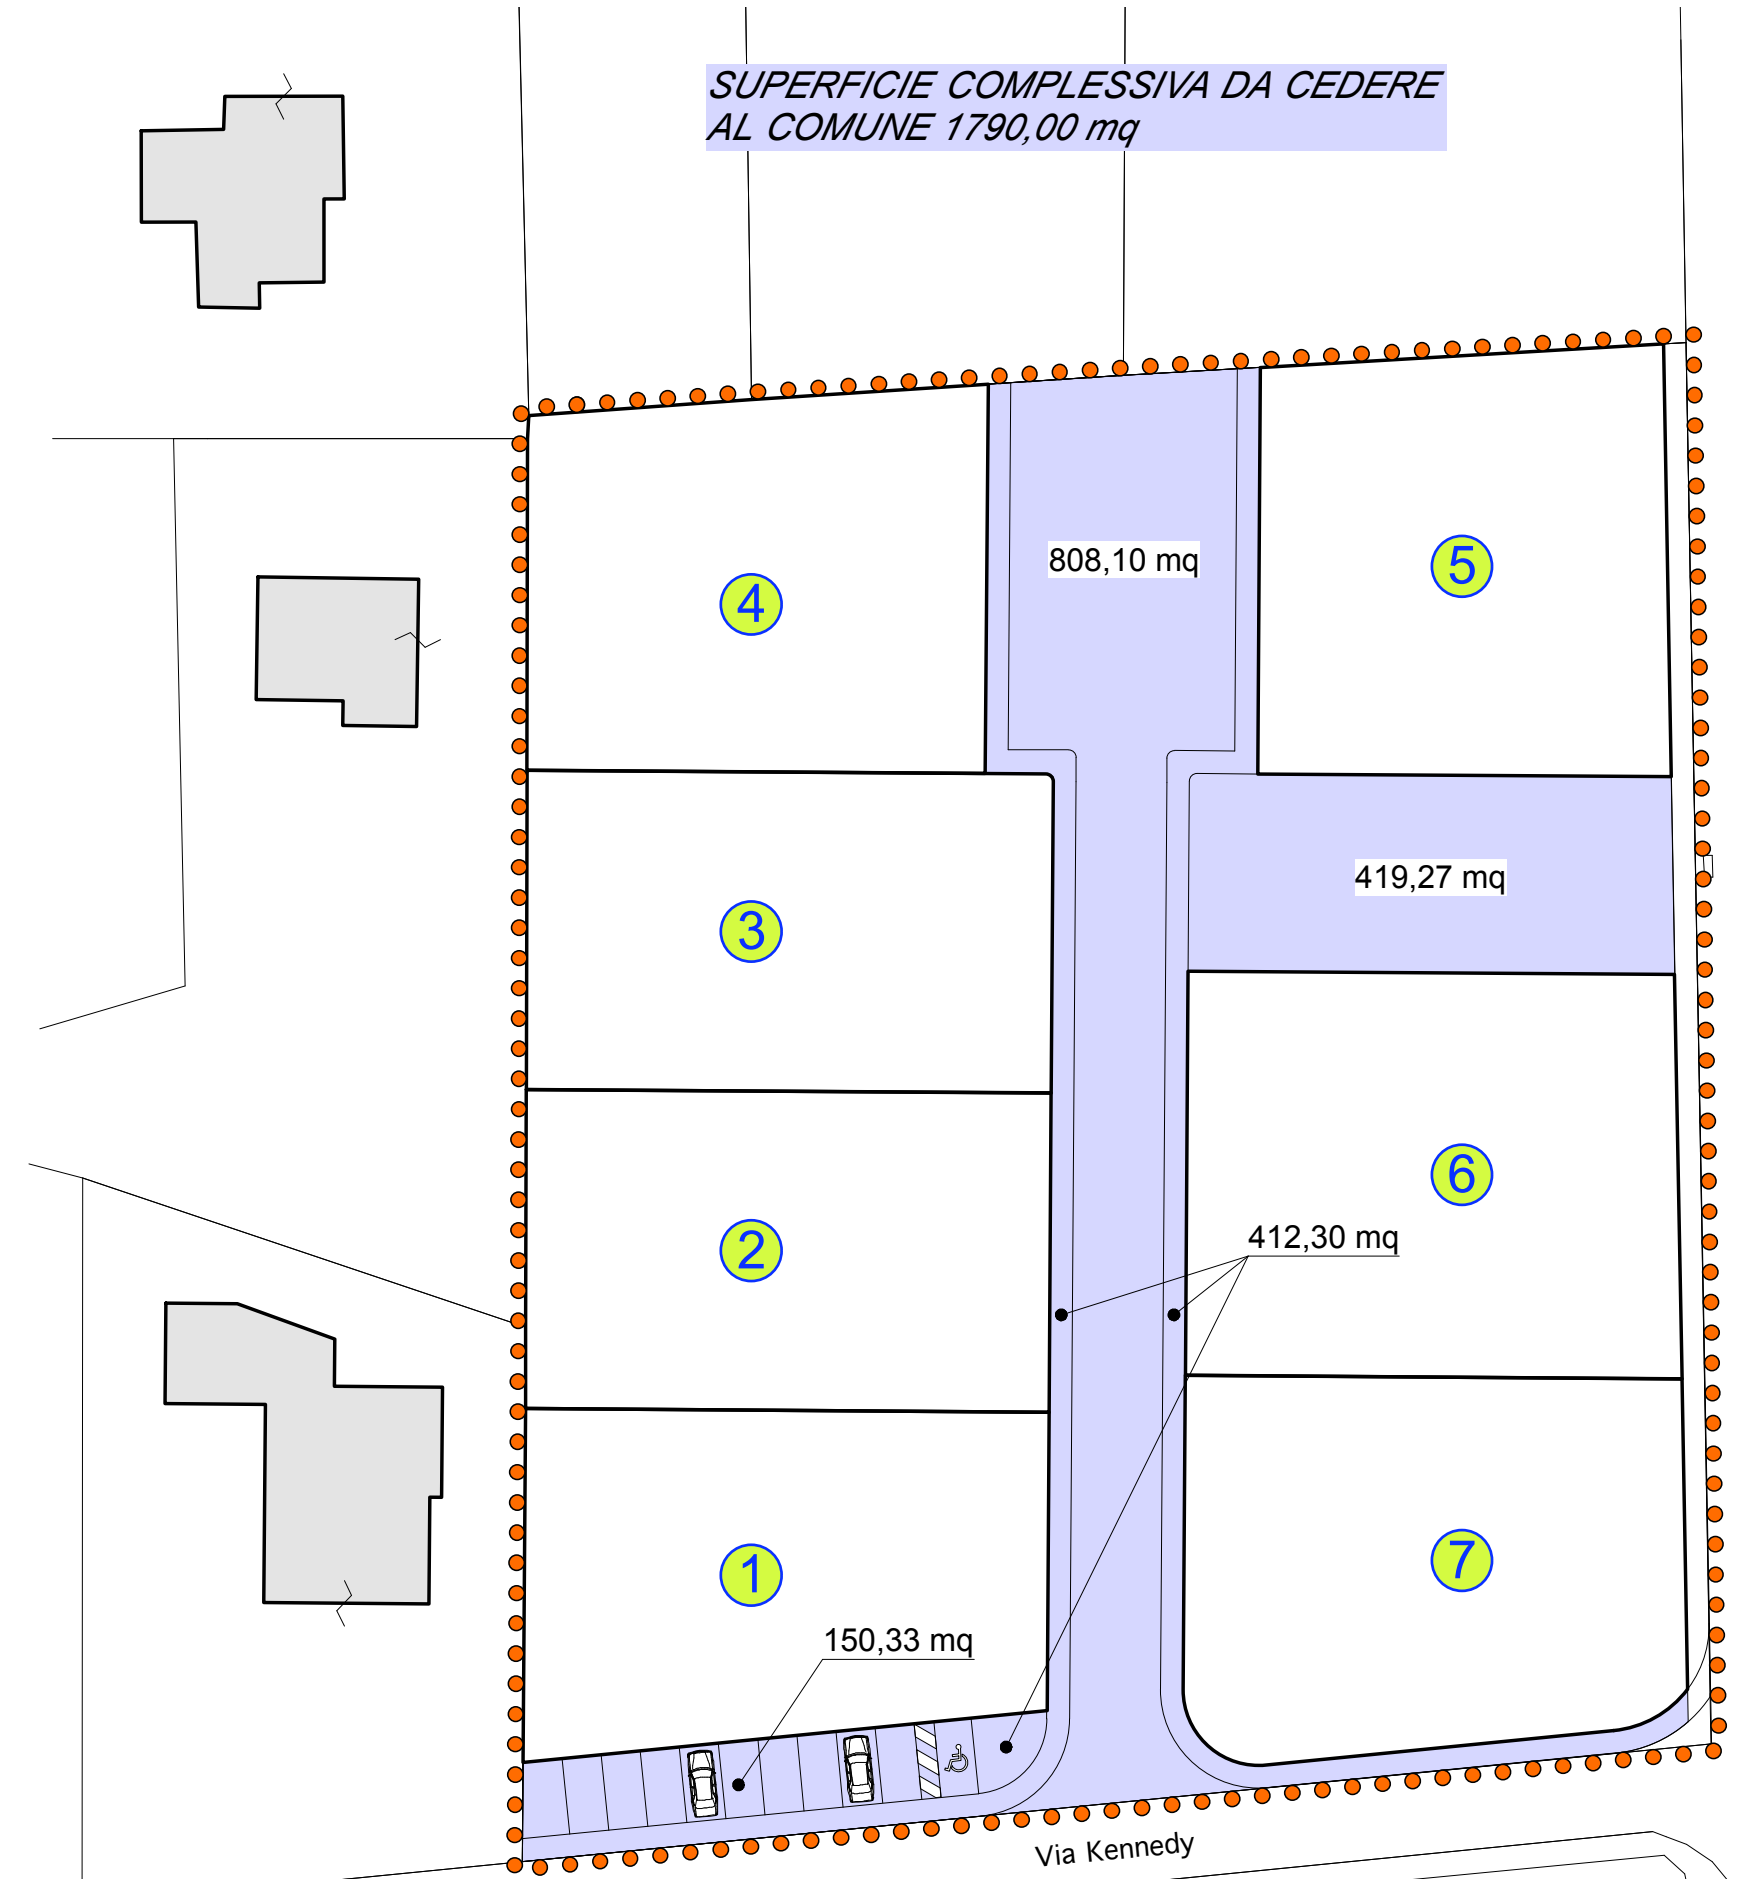 SUPERFICIE COMPLESSIVA DA CEDERE
AL COMUNE 1790,00 mq
808,10 mq
5
4
419,27 mq
3
6
412,30 mq
2
7
1
150,33 mq
Via Kennedy